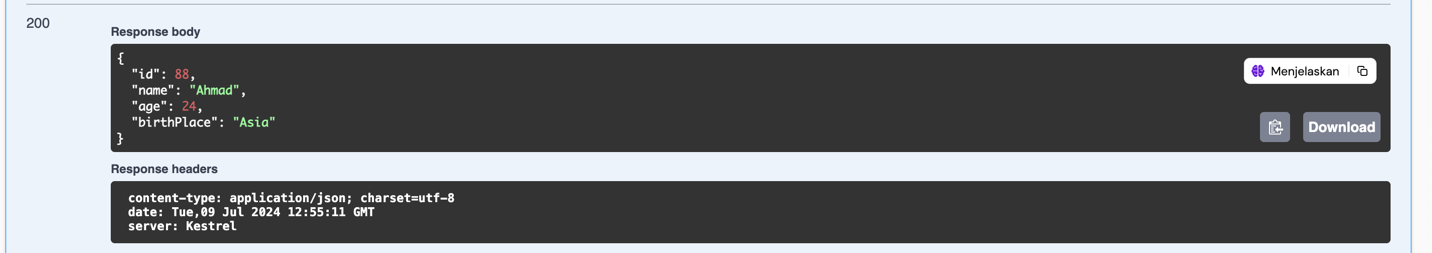 200
Response body
{
"id": 88,
"name": "Ahmad",
"age": 24,
"birthPlace": "Asia"
}
Menjelaskan
Download
Response headers
content-type: application/json; charset=utf-8
date: Tue,09 Jul 2024 12:55:11 GMT
server: Kestrel